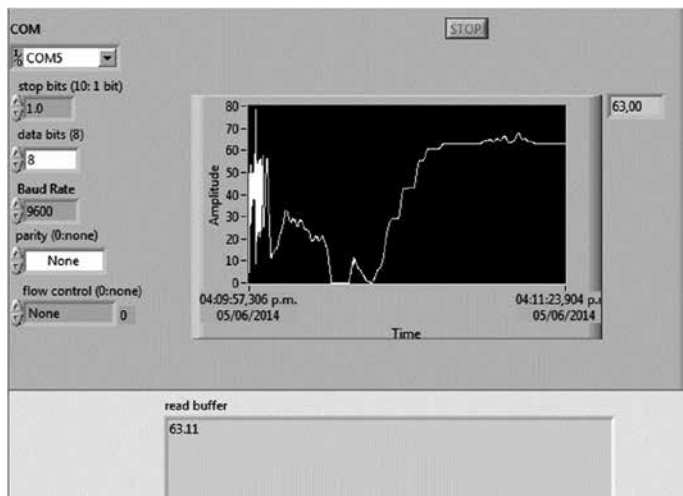 COM
STOP
COM5
stop bits (10: 1 bit)
1.0
data bits (8)
8
Baud Rate
9600
parity (0:none)
None
flow control (0:none)
None 0
63,00
80
70
60
50
40
30
20
10
0
Amplitude
04:09:57,306 p.m.
05/06/2014
04:11:23,904 p.
05/06/2014
Time
read buffer
63.11